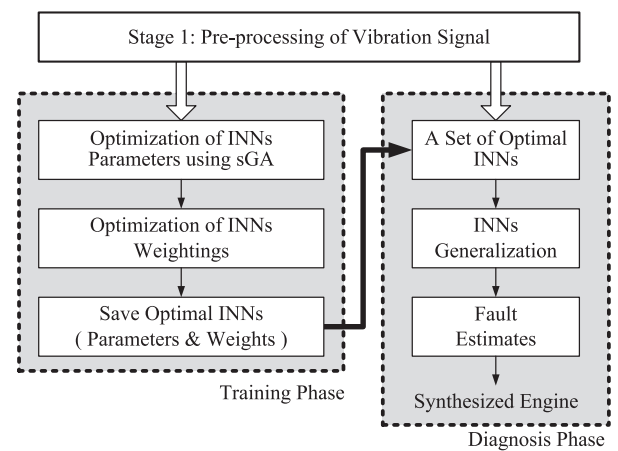 Stage 1: Pre-processing of Vibration Signal
Optimization of INNs
Parameters using sGA
Optimization of INNs
Weightings
Save Optimal INNs
( Parameters & Weights )
Training Phase
A Set of Optimal
INNs
INNs
Generalization
Fault
Estimates
Synthesized Engine
Diagnosis Phase